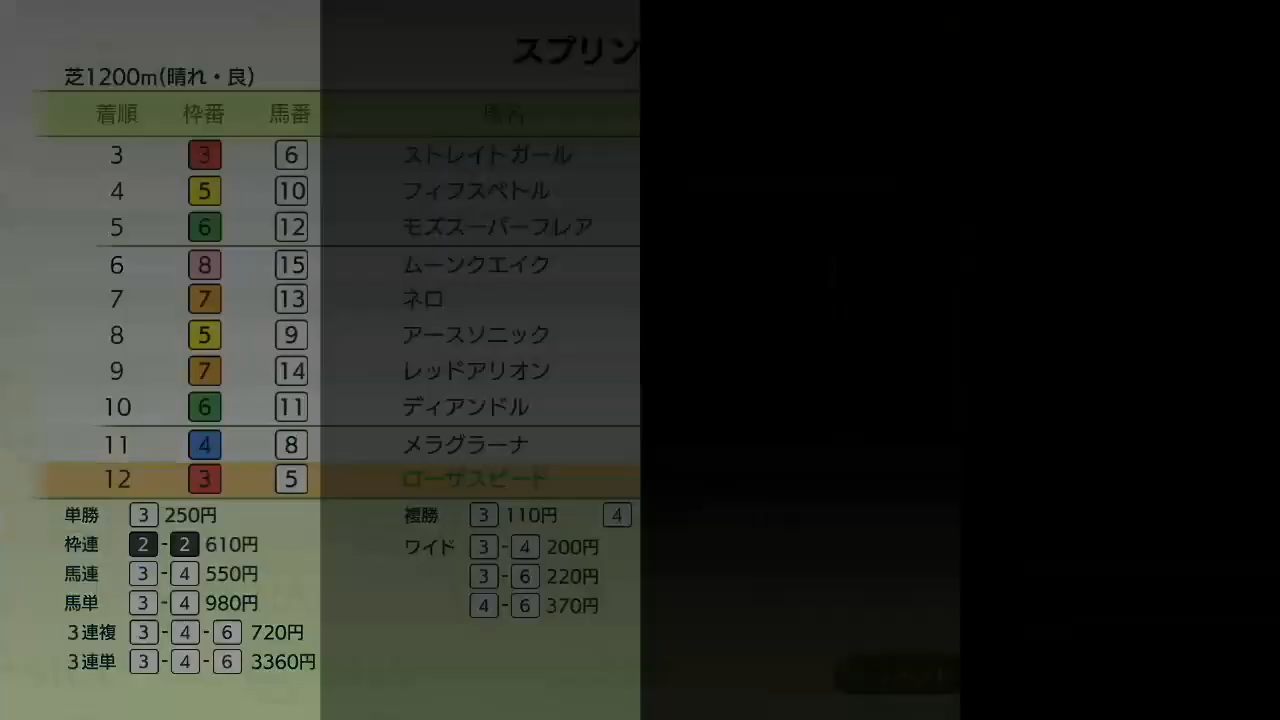 スプリン
芝1200m(晴れ・良)
着順 枠番 馬番 馬名
3 3 6 ストレイトガール
4 5 10 フィフスペトル
5 6 12 モズスーパーフレア
6 8 15 ムーンクエイク
7 7 13 ネロ
8 5 9 アースソニック
9 7 14 レッドアリオン
10 6 11 ディアンドル
11 4 8 メラグラーナ
12 3 5 ローザスピード
単勝 3 250円 複勝 3 110円 4
枠連 2-2 610円 ワイド 3-4 200円
馬連 3-4 550円 3-6 220円
馬単 3-4 980円 4-6 370円
3連複 3-4-6 720円
3連単 3-4-6 3360円